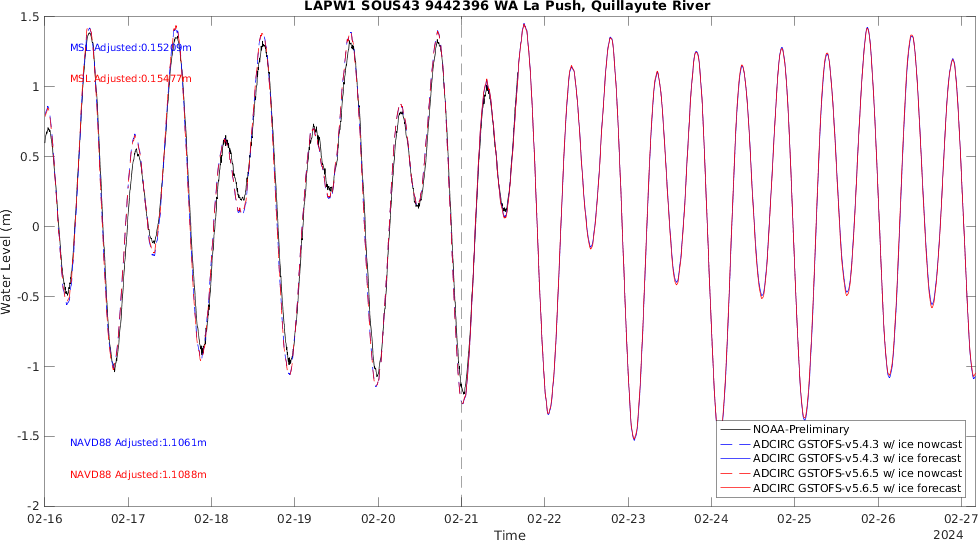 LAPW1 SOUS43 9442396 WA La Push, Quillayute River
Water Level (m)
1.5
1
0.5
0
-0.5
-1
-1.5
-2
MSL Adjusted:0.15209m
MSL Adjusted:0.15477m
NAVD88 Adjusted:1.1061m
NAVD88 Adjusted:1.1088m
NOAA-Preliminary
ADCIRC GSTOFS-v5.4.3 w/ ice nowcast
ADCIRC GSTOFS-v5.4.3 w/ ice forecast
ADCIRC GSTOFS-v5.6.5 w/ ice nowcast
ADCIRC GSTOFS-v5.6.5 w/ ice forecast
02-16 02-17 02-18 02-19 02-20 02-21 02-22 02-23 02-24 02-25 02-26 02-27
2024
Time